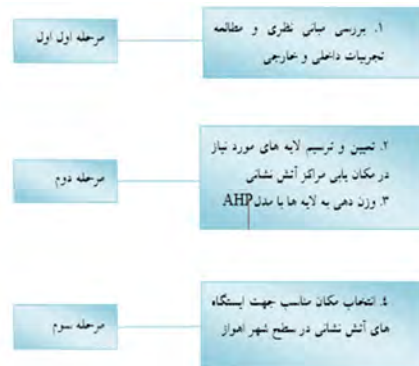 مرحله اول اول
۱. بررسی مبانی نظری و مطالعه
تجربیات داخلی و خارجی
مرحله دوم
۲. تعیین و ترسیم لایه های مورد نیاز
در مکان یابی مراکز آتش نشانی
۳. وزن دهی به لایه ها با مدل AHP
مرحله سوم
٤. انتخاب مکان مناسب جهت ایستگاه
های آتش نشانی در سطح شهر اهواز